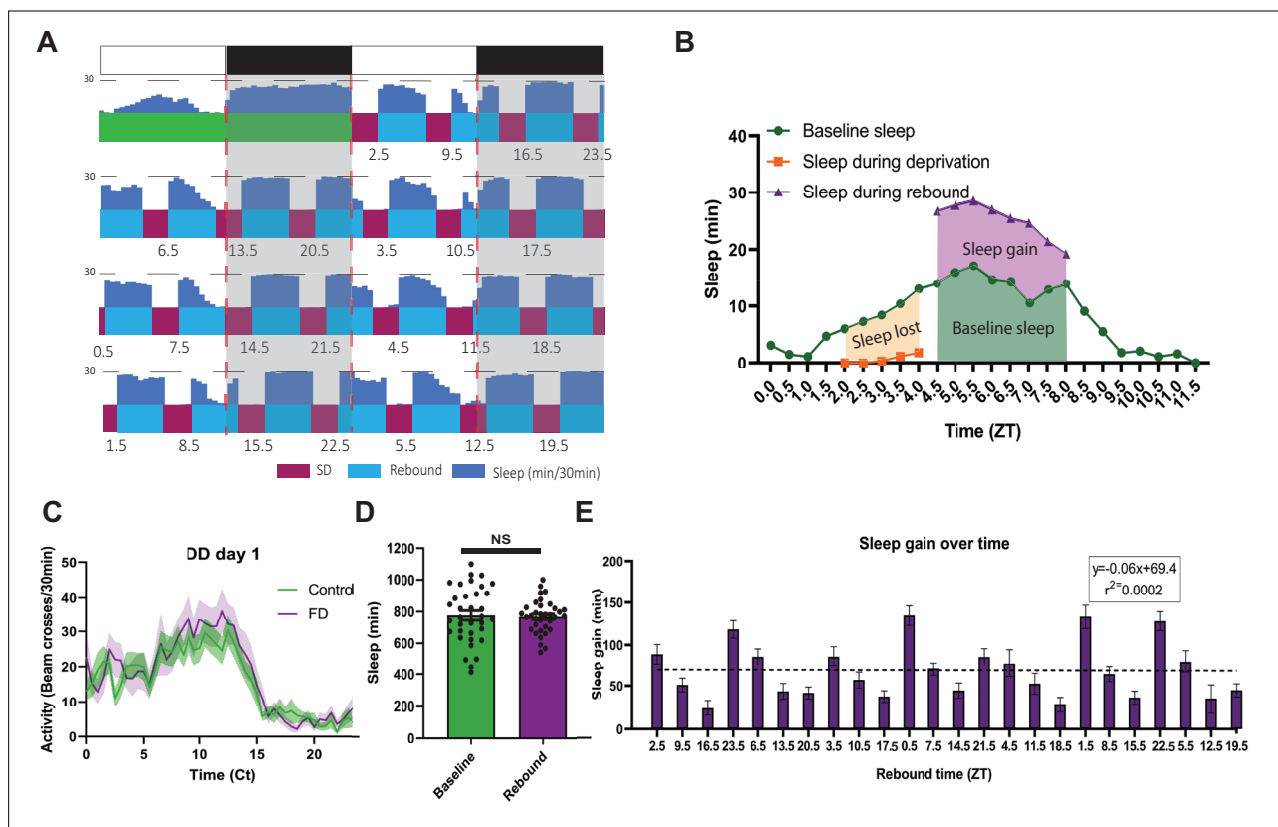 A
30
2.5 9.5 16.5 23.5
30
6.5 13.5 20.5 3.5 10.5 17.5
30
0.5 7.5 14.5 21.5 4.5 11.5 18.5
30
1.5 8.5 15.5 22.5 5.5 12.5 19.5
SD Rebound Sleep (min/30min)
B
Baseline sleep
Sleep during deprivation
Sleep during rebound
40
30
20
10
0
Sleep (min)
Sleep lost
Sleep gain
Baseline sleep
0.0 0.5 1.0 1.5 2.0 2.5 3.0 3.5 4.0 4.5 5.0 5.5 6.0 6.5 7.0 7.5 8.0 8.5 9.0 9.5 10.0 10.5 11.0 11.5
Time (ZT)
C
DD day 1
Control
FD
50
40
30
20
10
0
Activity (Beam crosses/30min)
0 5 10 15 20
Time (Ct)
D
NS
1200
1000
800
600
400
200
0
Sleep (min)
Baseline Rebound
E
Sleep gain over time
y=-0.06x+69.4
r²=0.0002
200
150
100
50
0
Sleep gain (min)
2.5 9.5 16.5 23.5 6.5 13.5 20.5 3.5 10.5 17.5 0.5 7.5 14.5 21.5 4.5 11.5 18.5 1.5 8.5 15.5 22.5 5.5 12.5 19.5
Rebound time (ZT)